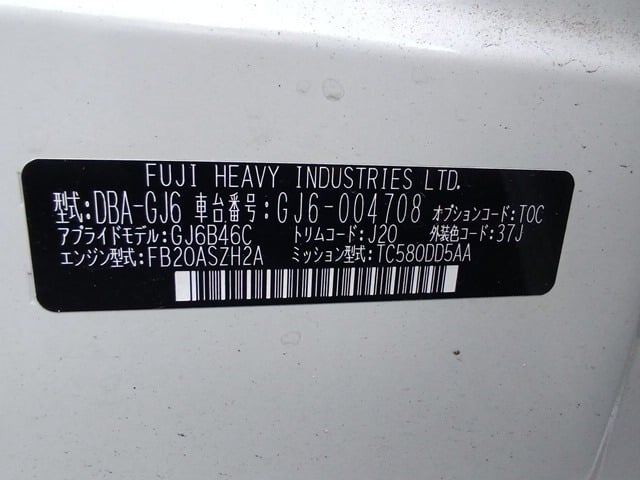 FUJI HEAVY INDUSTRIES LTD.
型式:DBA-GJ6 車台番号:GJ6-004708 オプションコード:TOC
アプライドモデル:GJ6B46C トリムコード:J20 外装色コード:37J
エンジン型式:FB20ASZH2A ミッション型式:TC580DD5AA